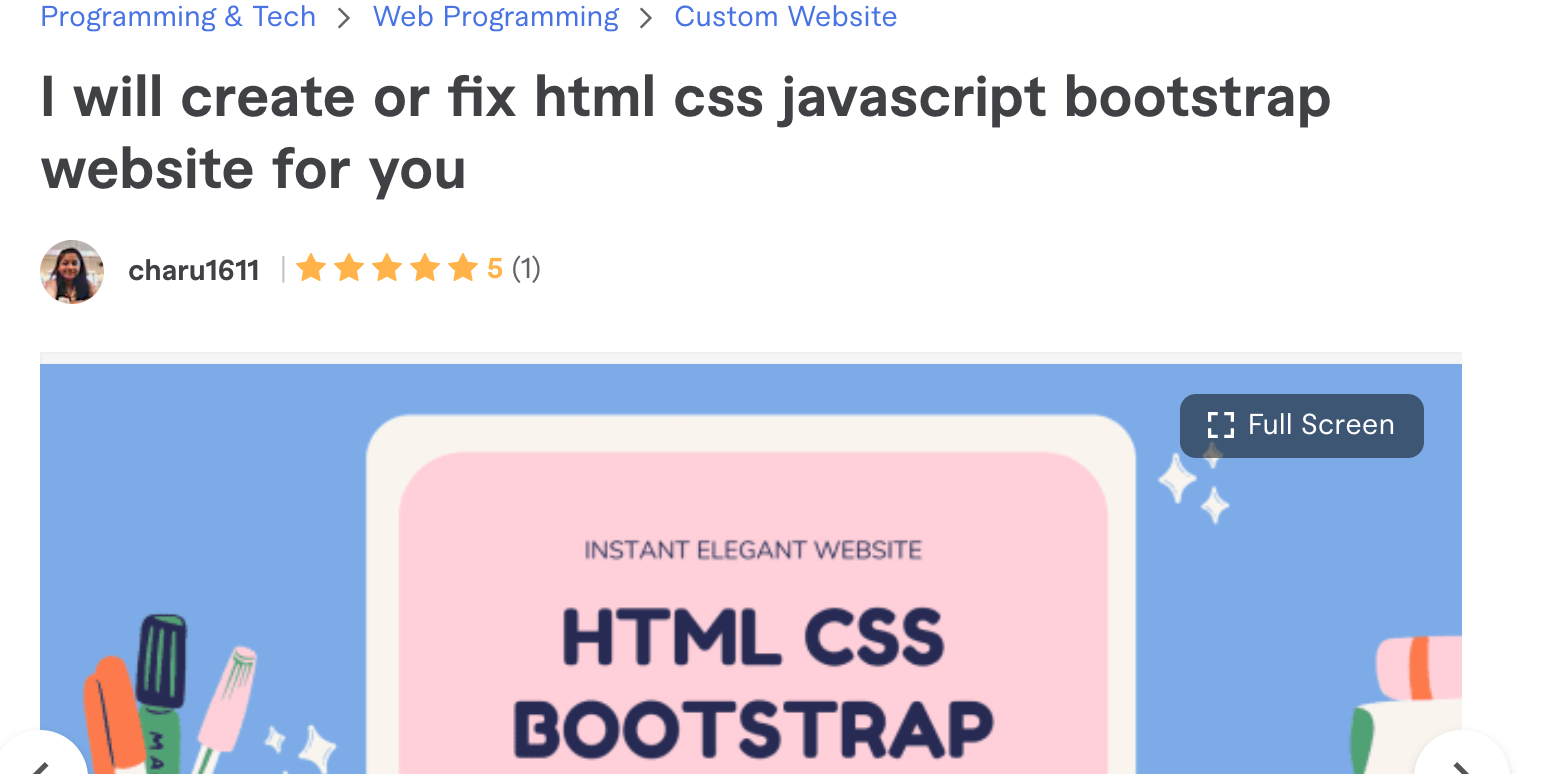 Programming & Tech > Web Programming > Custom Website
I will create or fix html css javascript bootstrap
website for you
charu1611 | 5 (1)
Full Screen
INSTANT ELEGANT WEBSITE
HTML CSS
BOOTSTRAP
MA